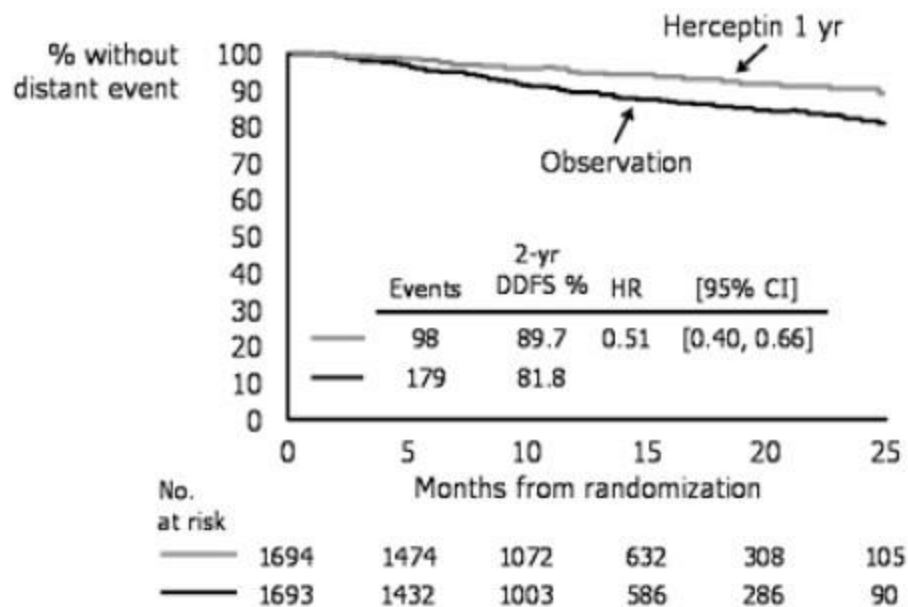 Herceptin 1 yr
% without
distant event
100
90
80
70
60
50
40
30
20
10
0
Observation
2-yr
Events DDFS % HR [95% CI]
98 89.7 0.51 [0.40, 0.66]
179 81.8
0 5 10 15 20 25
Months from randomization
No.
at risk
1694 1474 1072 632 308 105
1693 1432 1003 586 286 90